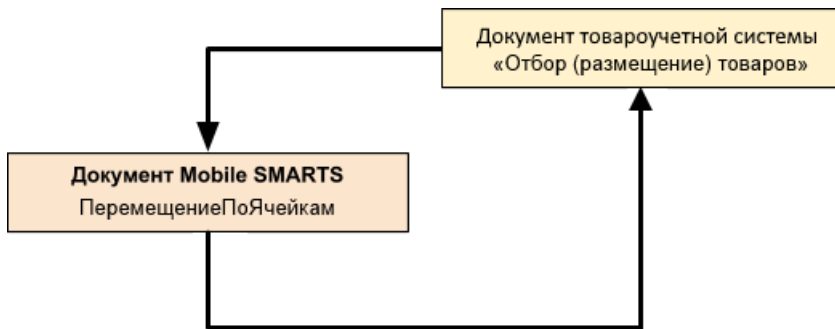 Документ товароучетной системы
«Отбор (размещение) товаров»
Документ Mobile SMARTS
ПеремещениеПоЯчейкам